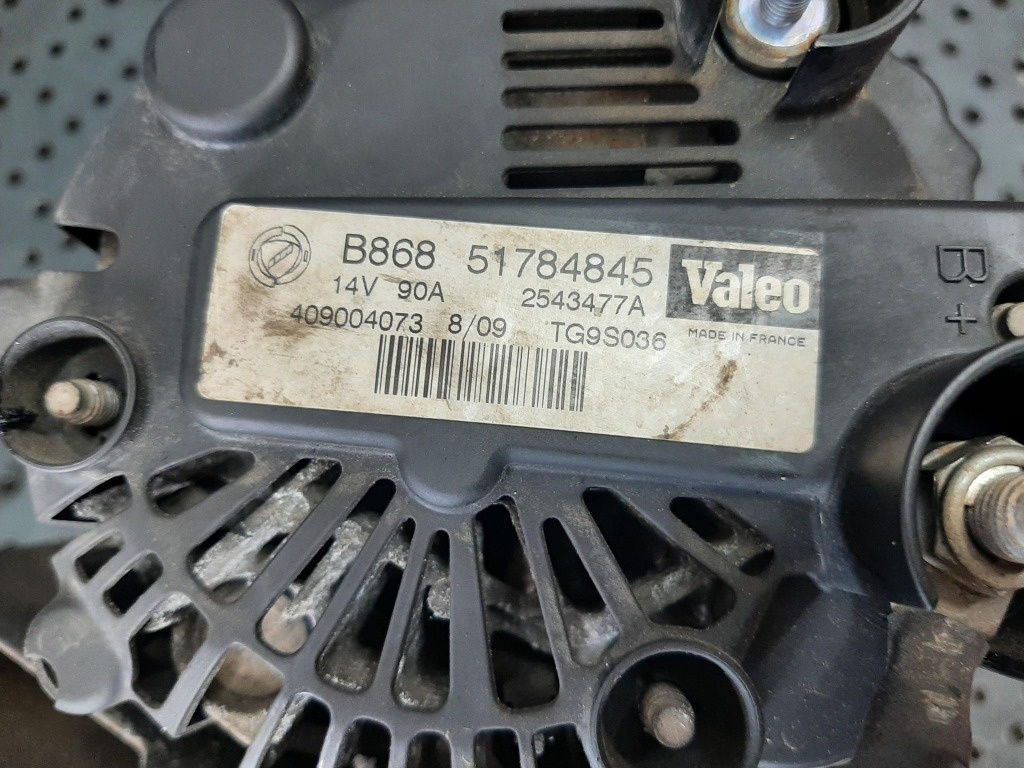 B868 51784845 Valeo
14V 90A 2543477A
409004073 8/09 TG9S036 MADE IN FRANCE
B+